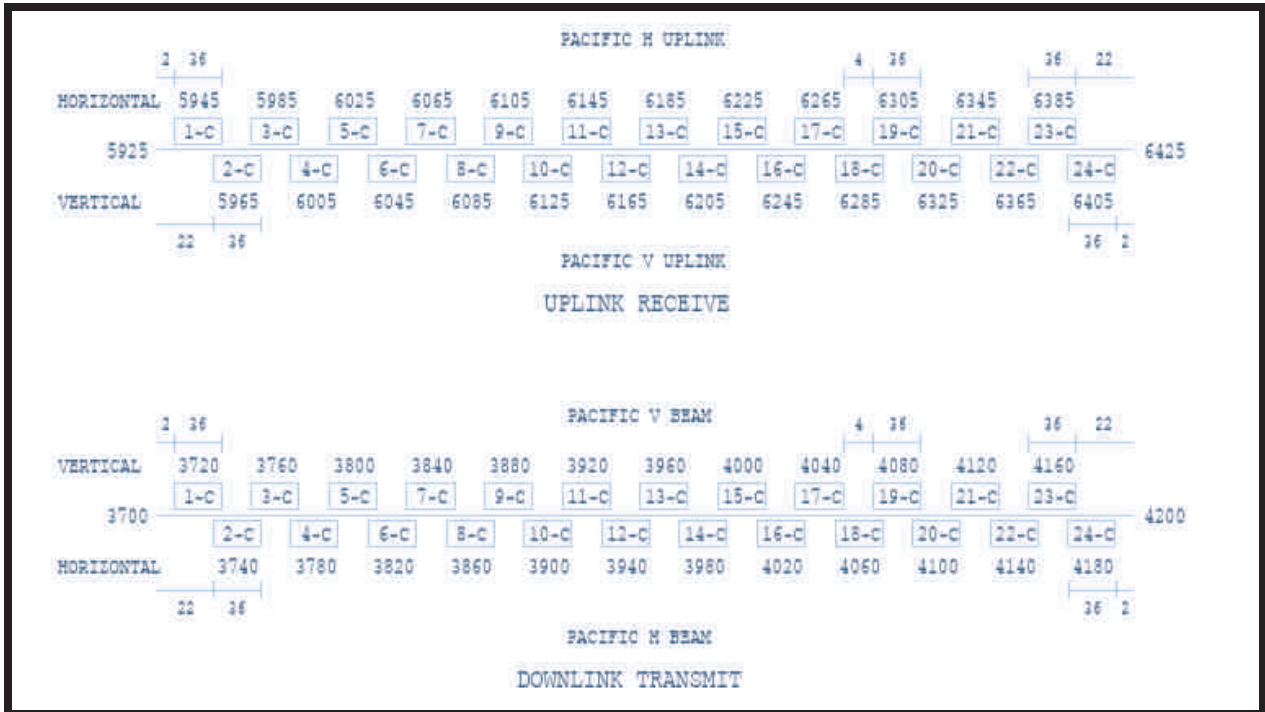 PACIFIC H UPLINK
2 36 4 36 36 22
HORIZONTAL 5945 5985 6025 6065 6105 6145 6185 6225 6265 6305 6345 6385
1-C 3-C 5-C 7-C 9-C 11-C 13-C 15-C 17-C 19-C 21-C 23-C
5925 6425
2-C 4-C 6-C 8-C 10-C 12-C 14-C 16-C 18-C 20-C 22-C 24-C
VERTICAL 5965 6005 6045 6085 6125 6165 6205 6245 6285 6325 6365 6405
22 36 36 2
PACIFIC V UPLINK
UPLINK RECEIVE
PACIFIC V BEAM
2 36 4 36 36 22
VERTICAL 3720 3760 3800 3840 3880 3920 3960 4000 4040 4080 4120 4160
1-C 3-C 5-C 7-C 9-C 11-C 13-C 15-C 17-C 19-C 21-C 23-C
3700 4200
2-C 4-C 6-C 8-C 10-C 12-C 14-C 16-C 18-C 20-C 22-C 24-C
HORIZONTAL 3740 3780 3820 3860 3900 3940 3980 4020 4060 4100 4140 4180
22 36 36 2
PACIFIC H BEAM
DOWNLINK TRANSMIT